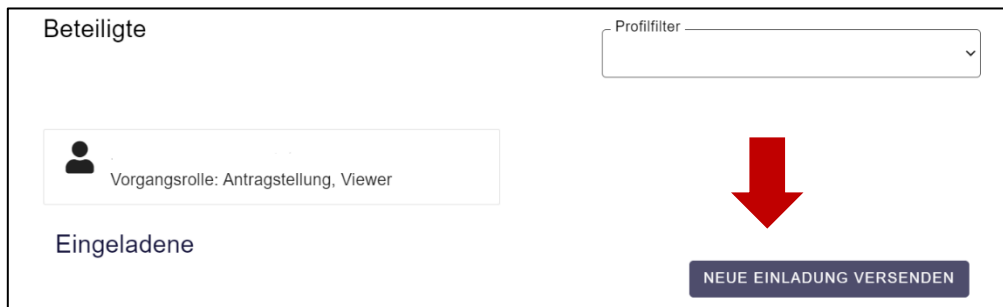 Beteiligte
Profilfilter
Vorgangsrolle: Antragstellung, Viewer
Eingeladene
NEUE EINLADUNG VERSENDEN